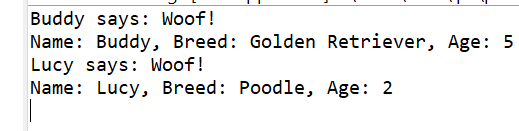 Buddy says: Woof!
Name: Buddy, Breed: Golden Retriever, Age: 5
Lucy says: Woof!
Name: Lucy, Breed: Poodle, Age: 2